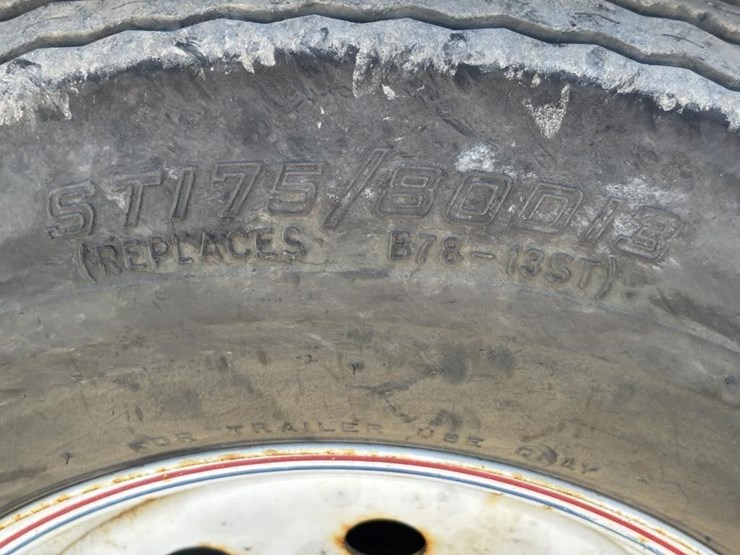 ST175/80D13
(REPLACES B78-13ST)
FOR TRAILER USE ONLY